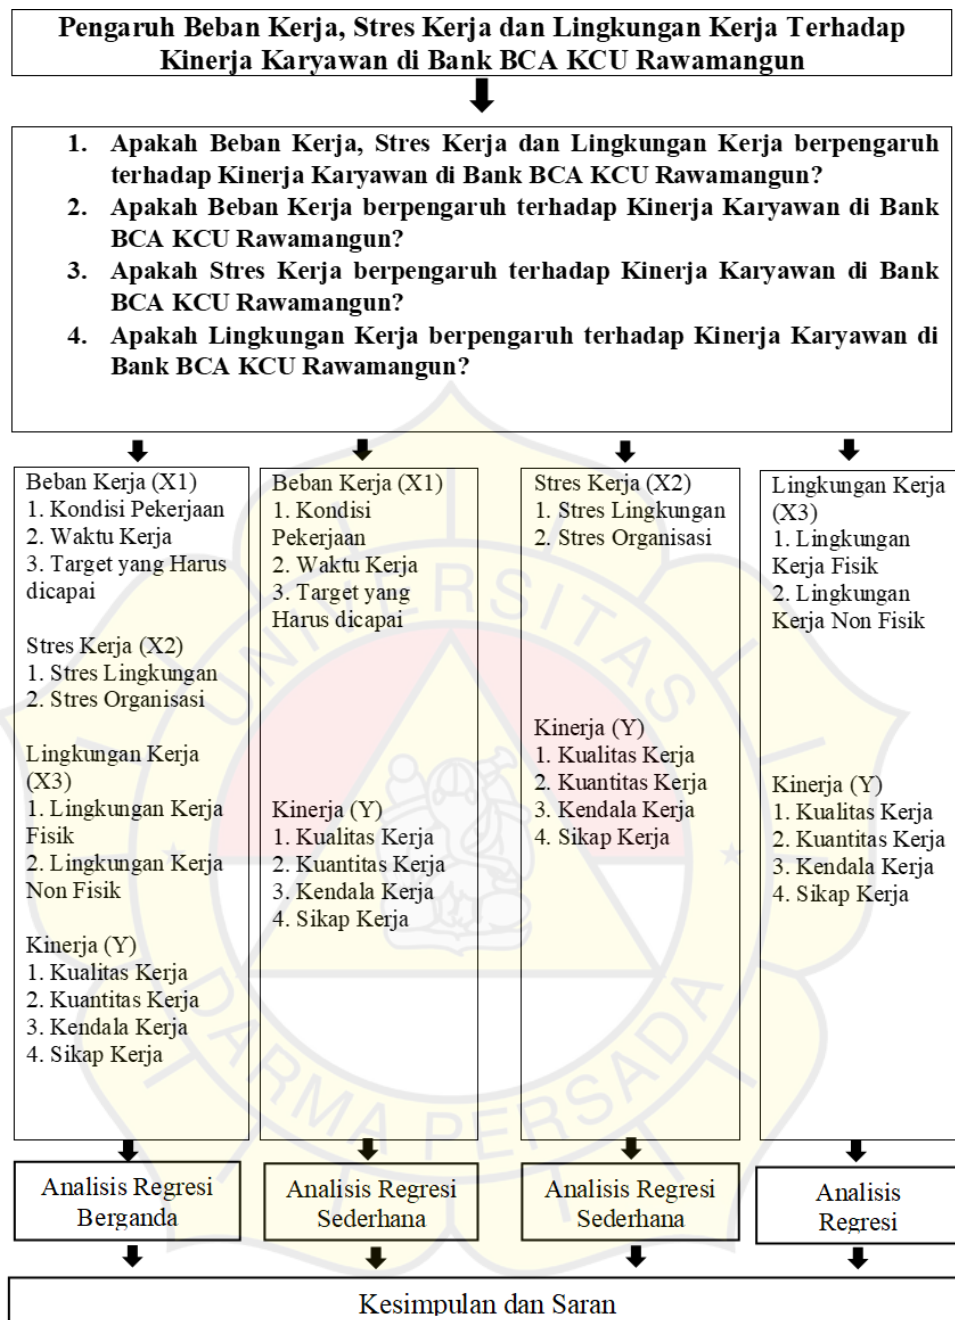 Pengaruh Beban Kerja, Stres Kerja dan Lingkungan Kerja Terhadap
Kinerja Karyawan di Bank BCA KCU Rawamangun
1. Apakah Beban Kerja, Stres Kerja dan Lingkungan Kerja berpengaruh
terhadap Kinerja Karyawan di Bank BCA KCU Rawamangun?
2. Apakah Beban Kerja berpengaruh terhadap Kinerja Karyawan di Bank
BCA KCU Rawamangun?
3. Apakah Stres Kerja berpengaruh terhadap Kinerja Karyawan di Bank
BCA KCU Rawamangun?
4. Apakah Lingkungan Kerja berpengaruh terhadap Kinerja Karyawan di
Bank BCA KCU Rawamangun?
Beban Kerja (X1)
1. Kondisi Pekerjaan
2. Waktu Kerja
3. Target yang Harus
dicapai
Stres Kerja (X2)
1. Stres Lingkungan
2. Stres Organisasi
Lingkungan Kerja
(X3)
1. Lingkungan Kerja
Fisik
2. Lingkungan Kerja
Non Fisik
Kinerja (Y)
1. Kualitas Kerja
2. Kuantitas Kerja
3. Kendala Kerja
4. Sikap Kerja
Beban Kerja (X1)
1. Kondisi
Pekerjaan
2. Waktu Kerja
3. Target yang
Harus dicapai
Kinerja (Y)
1. Kualitas Kerja
2. Kuantitas Kerja
3. Kendala Kerja
4. Sikap Kerja
Stres Kerja (X2)
1. Stres Lingkungan
2. Stres Organisasi
Kinerja (Y)
1. Kualitas Kerja
2. Kuantitas Kerja
3. Kendala Kerja
4. Sikap Kerja
Lingkungan Kerja
(X3)
1. Lingkungan
Kerja Fisik
2. Lingkungan
Kerja Non Fisik
Kinerja (Y)
1. Kualitas Kerja
2. Kuantitas Kerja
3. Kendala Kerja
4. Sikap Kerja
Analisis Regresi
Berganda
Analisis Regresi
Sederhana
Analisis Regresi
Sederhana
Analisis
Regresi
Kesimpulan dan Saran
UNIVERSITAS
DARMA PERSADA